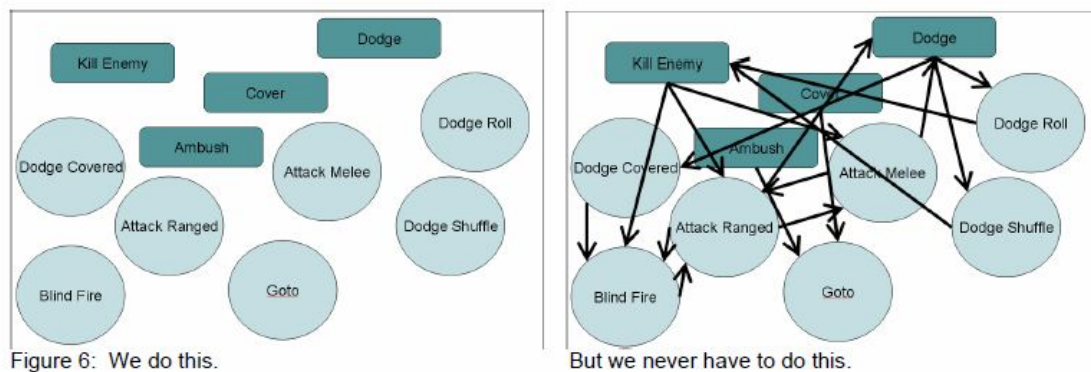 Dodge
Kill Enemy
Cover
Dodge Roll
Ambush
Dodge Covered
Attack Melee
Attack Ranged
Dodge Shuffle
Blind Fire
Goto
Figure 6:  We do this.
Dodge
Kill Enemy
Cover
Dodge Roll
Ambush
Dodge Covered
Attack Melee
Attack Ranged
Dodge Shuffle
Blind Fire
Goto
But we never have to do this.